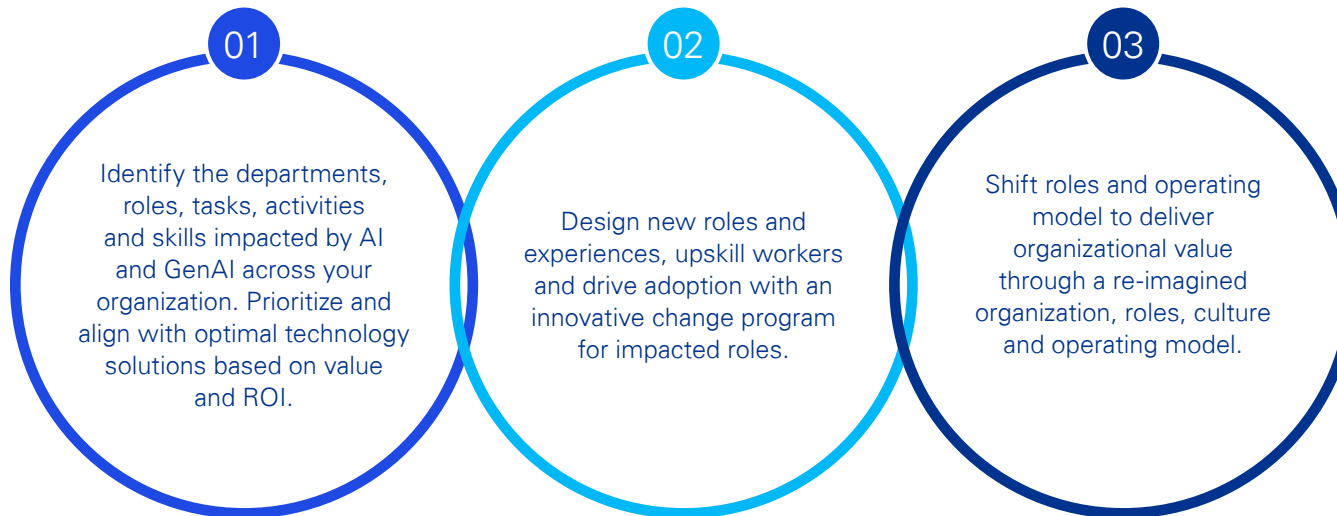 01
Identify the departments,
roles, tasks, activities
and skills impacted by AI
and GenAI across your
organization. Prioritize and
align with optimal technology
solutions based on value
and ROI.
02
Design new roles and
experiences, upskill workers
and drive adoption with an
innovative change program
for impacted roles.
03
Shift roles and operating
model to deliver
organizational value
through a re-imagined
organization, roles, culture
and operating model.